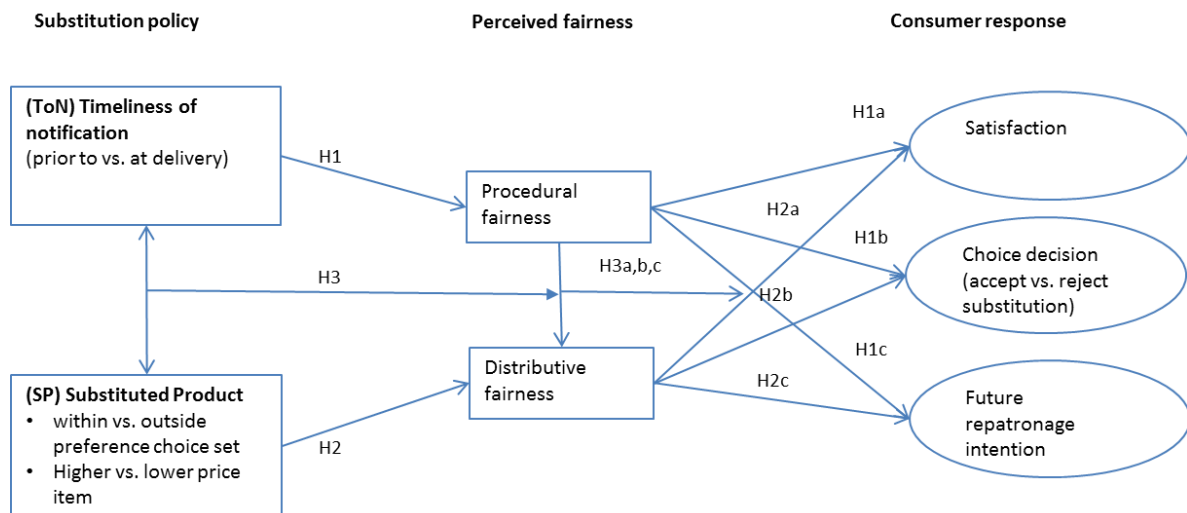 Substitution policy
Perceived fairness
Consumer response
(ToN) Timeliness of
notification
(prior to vs. at delivery)
H1
Procedural
fairness
H1a
Satisfaction
H2a
H1b
Choice decision
(accept vs. reject
substitution)
H3
H3a,b,c
H2b
H1c
(SP) Substituted Product
• within vs. outside
preference choice set
• Higher vs. lower price
item
H2
Distributive
fairness
H2c
Future
repatronage
intention